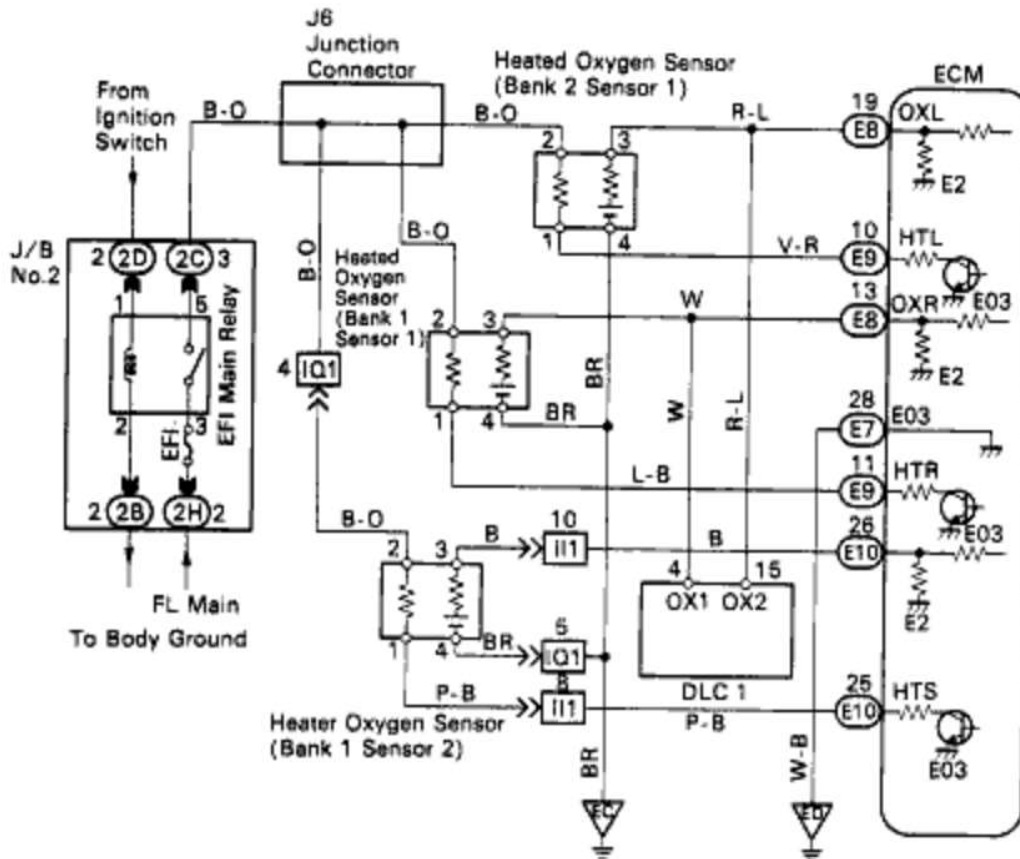 J6
Junction
Connector
Heated Oxygen Sensor
(Bank 2 Sensor 1)
ECM
From
Ignition
Switch
B-O
B-O
R-L
19
E8
OXL
2
3
E2
1
4
V-R
10
E9
HTL
E03
J/B
No.2
2
2D
2C
3
1
5
EFI Main Relay
2
3
EFI
2
2B
2H
2
FL Main
To Body Ground
B-O
Heated
Oxygen
Sensor
(Bank 1
Sensor 1)
2
3
1
4
W
13
E8
OXR
E03
E2
BR
BR
W
R-L
28
E7
E03
4
IQ1
L-B
11
E9
HTR
E03
B-O
2
3
B
10
II1
B
26
E10
E2
1
4
BR
6
IQ1
4
15
OX1
OX2
DLC 1
P-B
8
II1
P-B
25
E10
HTS
E03
Heater Oxygen Sensor
(Bank 1 Sensor 2)
BR
EC
W-B
ED